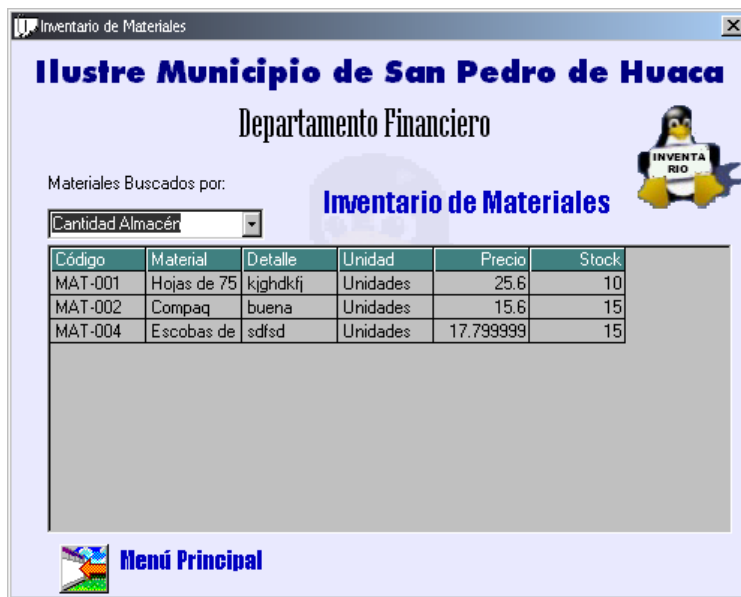 Inventario de Materiales
Ilustre Municipio de San Pedro de Huaca
Departamento Financiero
INVENTA
RIO
Materiales Buscados por:
Inventario de Materiales
Cantidad Almacén
Código Material Detalle Unidad Precio Stock
MAT-001 Hojas de 75 kjghdkfj Unidades 25.6 10
MAT-002 Compaq buena Unidades 15.6 15
MAT-004 Escobas de sdfsd Unidades 17.799999 15
Menú Principal